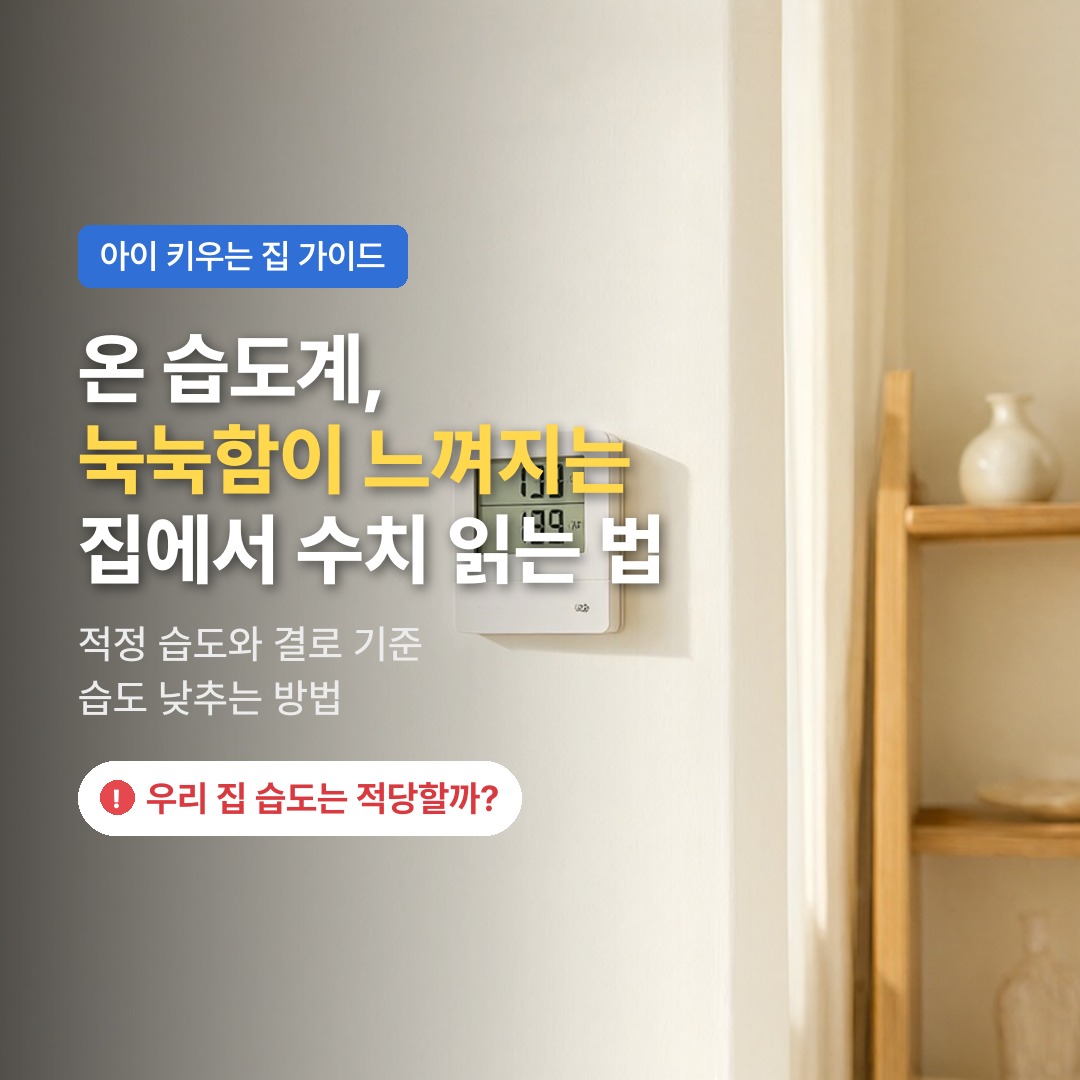 아이 키우는 집 가이드
온 습도계,
눅눅함이 느껴지는
집에서 수치 읽는 법
적정 습도와 결로 기준
습도 낮추는 방법
! 우리 집 습도는 적당할까?